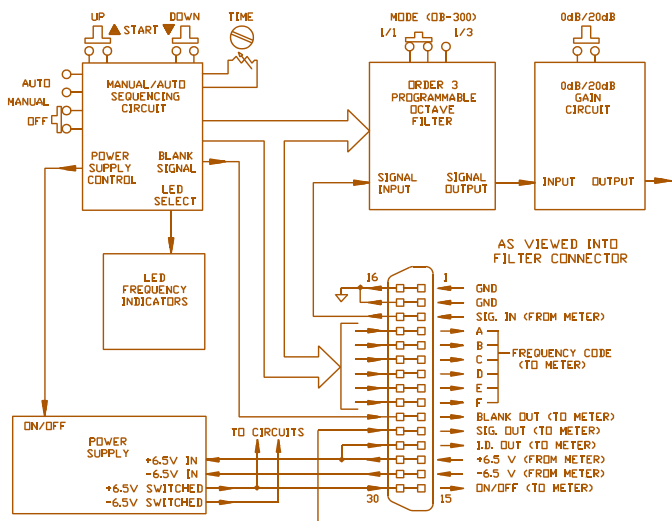 UP
DOWN
START
TIME
MODE (OB-300)
1/1
1/3
0dB/20dB
AUTO
MANUAL
OFF
MANUAL/AUTO
SEQUENCING
CIRCUIT
POWER
SUPPLY
CONTROL
BLANK
SIGNAL
LED
SELECT
ORDER 3
PROGRAMMABLE
OCTAVE
FILTER
SIGNAL
INPUT
SIGNAL
OUTPUT
0dB/20dB
GAIN
CIRCUIT
INPUT
OUTPUT
LED
FREQUENCY
INDICATORS
AS VIEWED INTO
FILTER CONNECTOR
16
1
GND
GND
SIG. IN (FROM METER)
A
B
C
D
E
F
FREQUENCY CODE
(TO METER)
BLANK OUT (TO METER)
SIG. OUT (TO METER)
I.D. OUT (TO METER)
+6.5 V (FROM METER)
-6.5 V (FROM METER)
ON/OFF (TO METER)
30
15
ON/OFF
POWER
SUPPLY
TO CIRCUITS
+6.5V IN
-6.5V IN
+6.5V SWITCHED
-6.5V SWITCHED